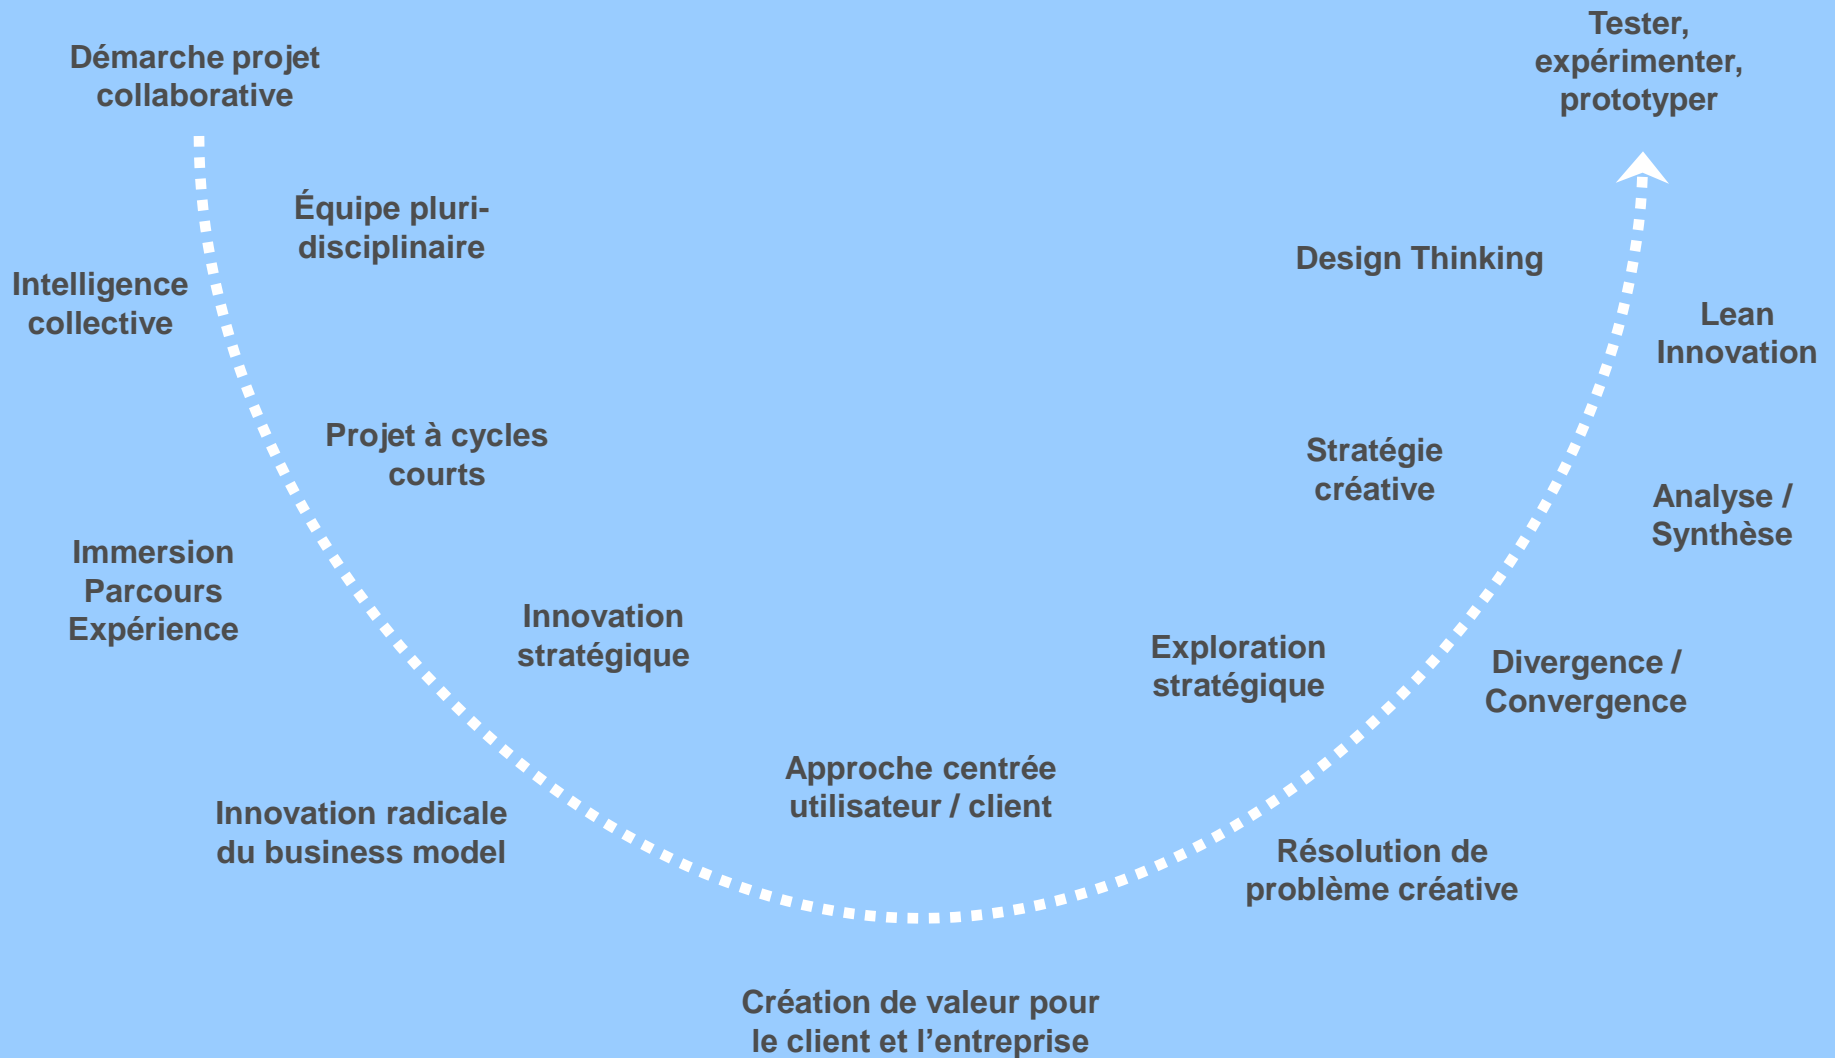 Démarche projet
collaborative
Équipe pluri-
disciplinaire
Intelligence
collective
Projet à cycles
courts
Immersion
Parcours
Expérience
Innovation
stratégique
Innovation radicale
du business model
Approche centrée
utilisateur / client
Création de valeur pour
le client et l’entreprise
Résolution de
problème créative
Exploration
stratégique
Divergence /
Convergence
Stratégie
créative
Analyse /
Synthèse
Design Thinking
Lean
Innovation
Tester,
expérimenter,
prototyper